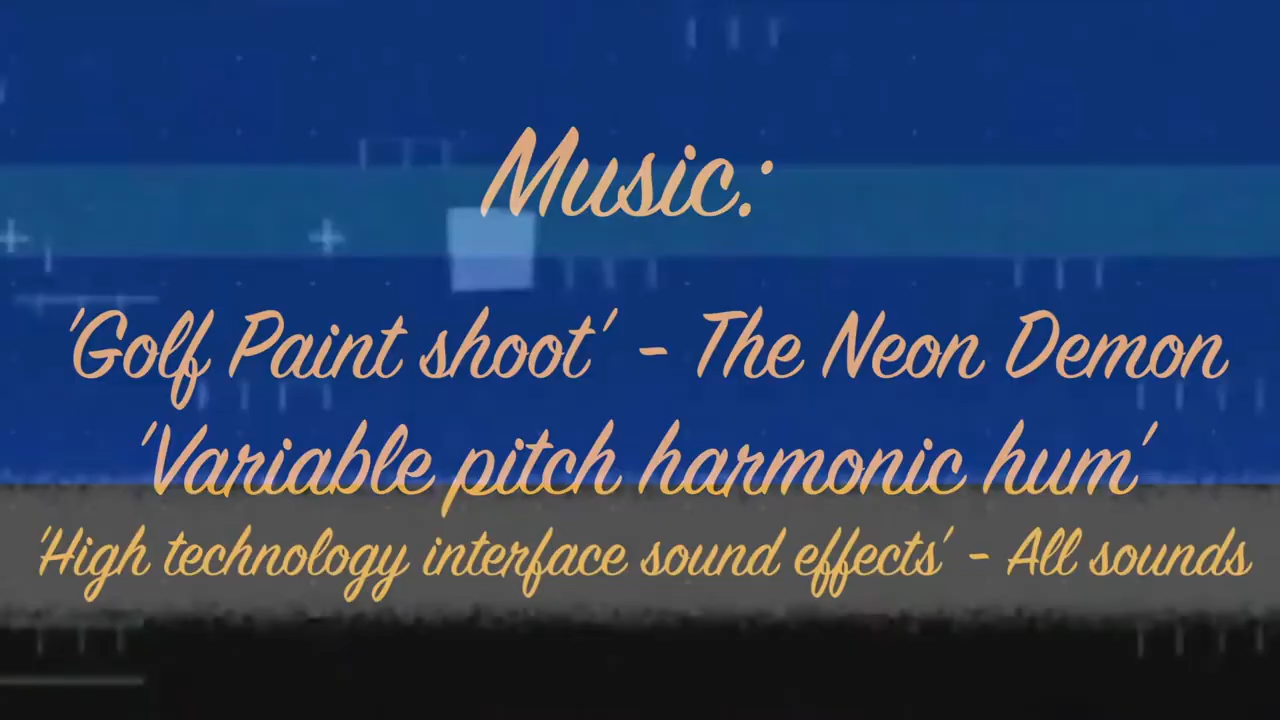 Music:
'Golf Paint shoot' - The Neon Demon
'Variable pitch harmonic hum'
'High technology interface sound effects' - All sounds